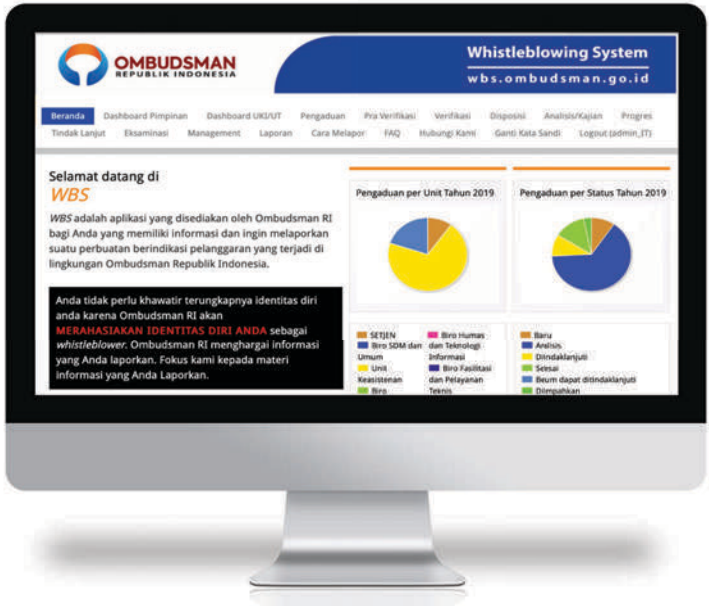 OMBUDSMAN
REPUBLIK INDONESIA
Whistleblowing System
wbs.ombudsman.go.id
Beranda Dashboard Pimpinan Dashboard UKI/UT Pengaduan Pra Verifikasi Verifikasi Disposisi Analisis/Kajian Progres
Tindak Lanjut Eksaminasi Management Laporan Cara Melapor FAQ Hubungi Kami Ganti Kata Sandi Logout (admin_IT)
Selamat datang di
WBS
WBS adalah aplikasi yang disediakan oleh Ombudsman RI
bagi Anda yang memiliki informasi dan ingin melaporkan
suatu perbuatan berindikasi pelanggaran yang terjadi di
lingkungan Ombudsman Republik Indonesia.
Anda tidak perlu khawatir terungkapnya identitas diri
anda karena Ombudsman RI akan
MERAHASIAKAN IDENTITAS DIRI ANDA sebagai
whistleblower. Ombudsman RI menghargai informasi
yang Anda laporkan. Fokus kami kepada materi
informasi yang Anda Laporkan.
Pengaduan per Unit Tahun 2019
SETJEN
Biro SDM dan
Umum
Unit
Keasistenan
Biro
Biro Humas
dan Teknologi
Informasi
Biro Fasilitasi
dan Pelayanan
Teknis
Pengaduan per Status Tahun 2019
Baru
Analisis
Diindaklanjuti
Selsai
Beum dapat ditindaklanjuti
Dilmpahkan